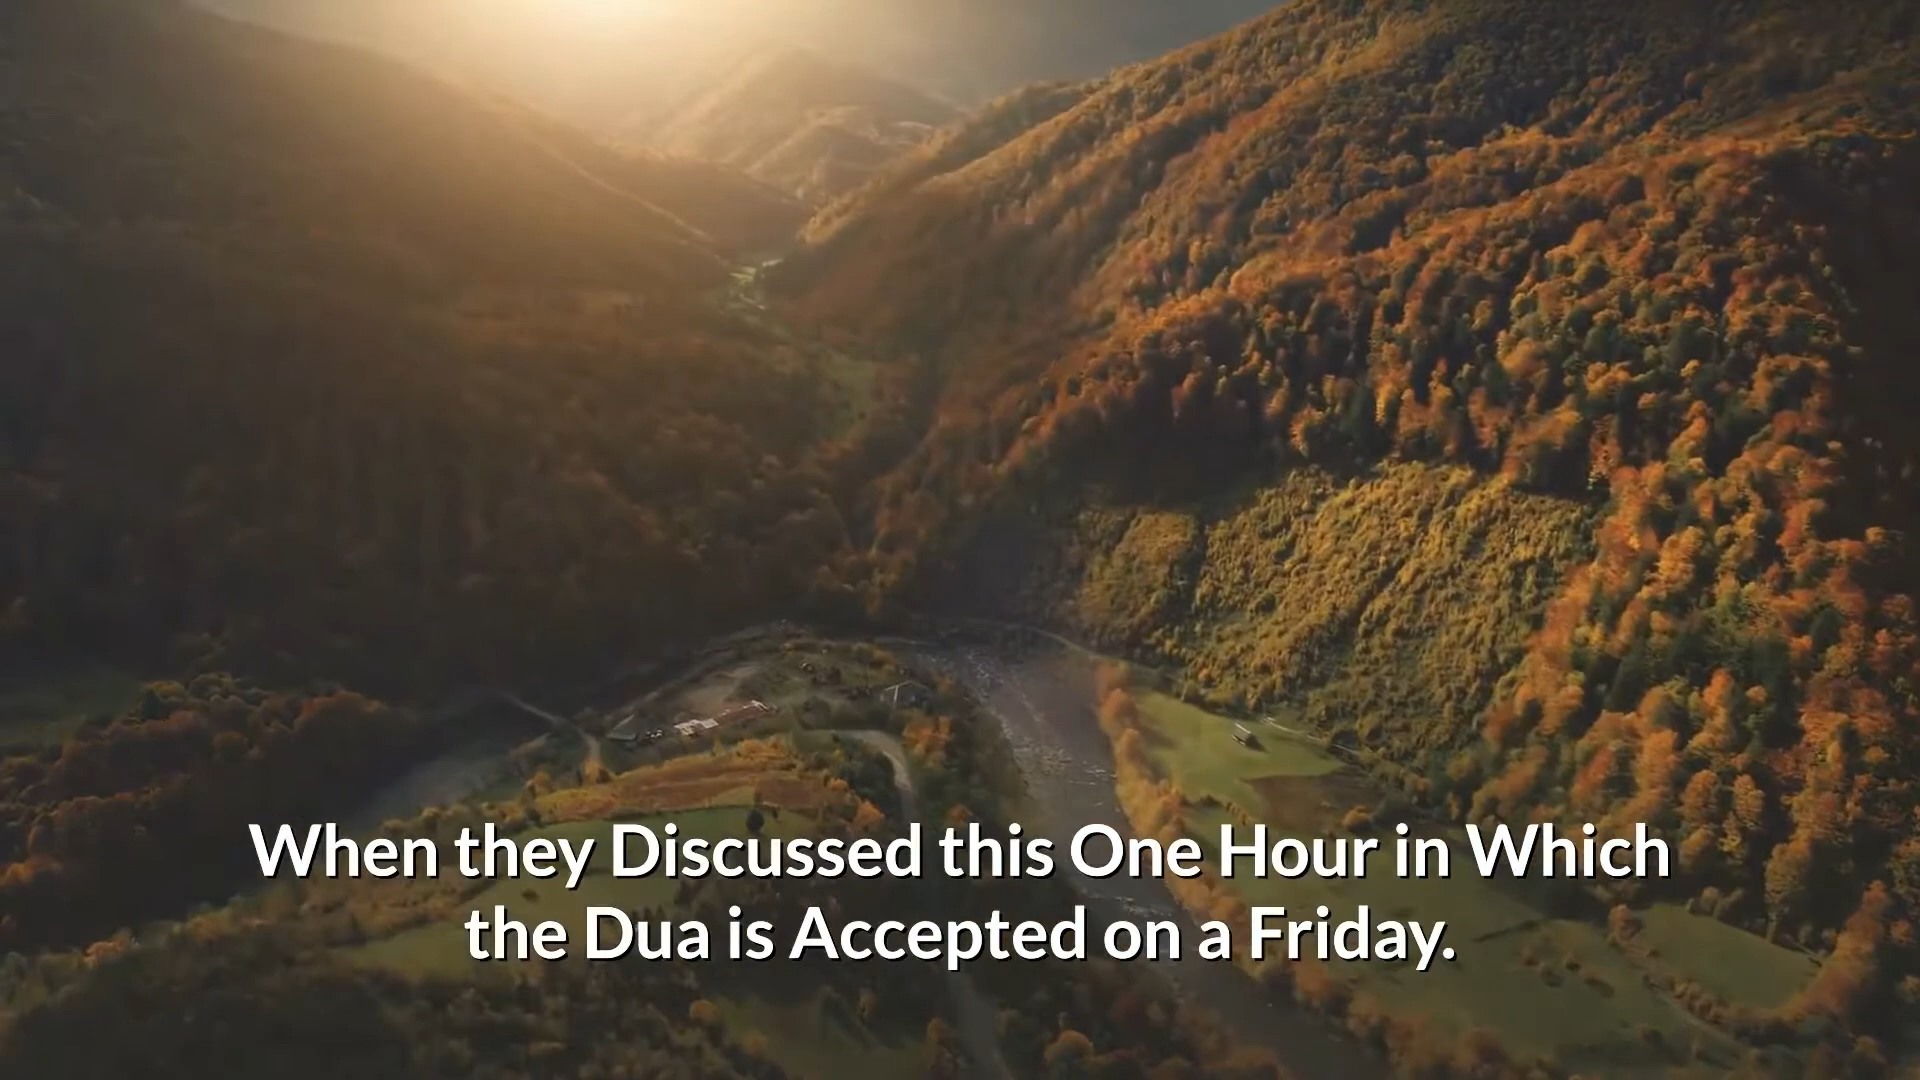 When they Discussed this One Hour in Which
the Dua is Accepted on a Friday.